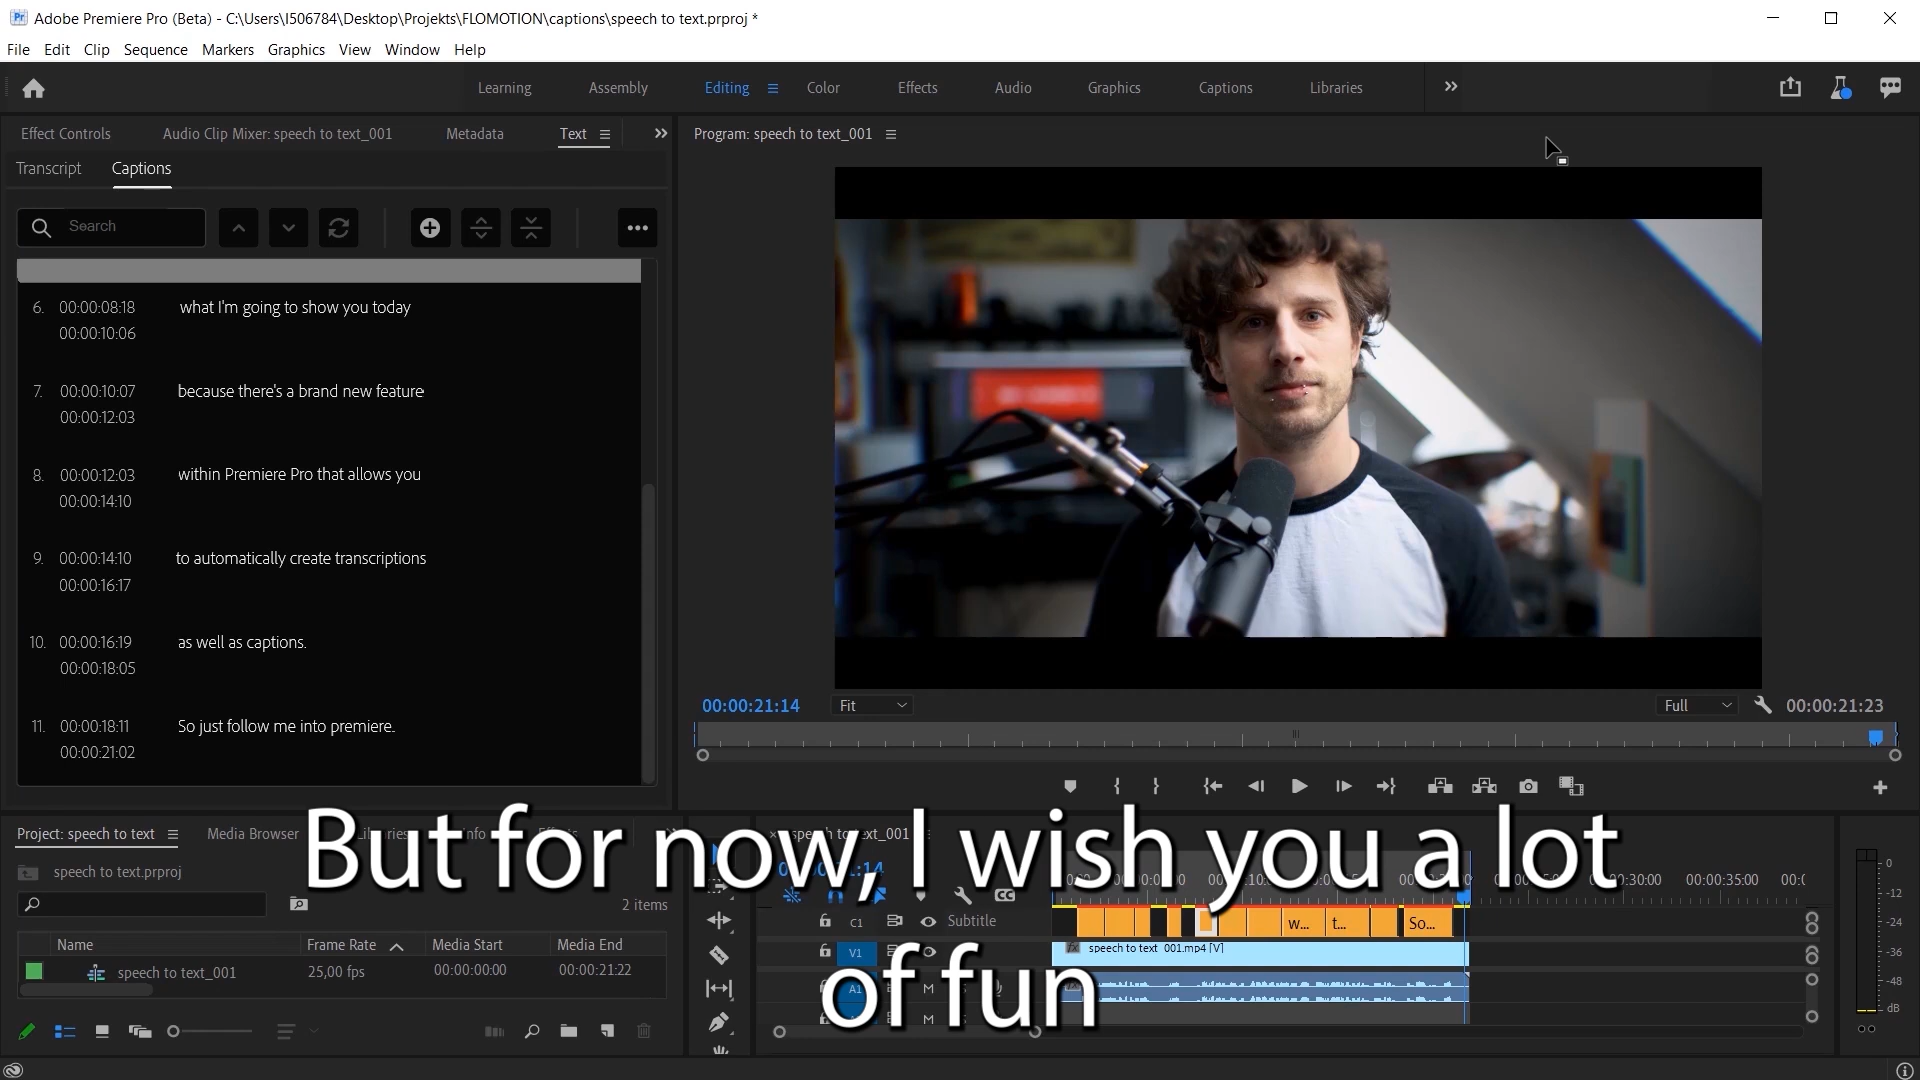 Adobe Premiere Pro (Beta) - C:\Users\I506784\Desktop\Projekts\FLOMOTION\captions\speech to text.prproj *
File Edit Clip Sequence Markers Graphics View Window Help
Learning Assembly Editing Color Effects Audio Graphics Captions Libraries
Effect Controls Audio Clip Mixer: speech to text_001 Metadata Text
Program: speech to text_001
Transcript Captions
Search
6. 00:00:08:18 what I'm going to show you today
00:00:10:06
7. 00:00:10:07 because there's a brand new feature
00:00:12:03
8. 00:00:12:03 within Premiere Pro that allows you
00:00:14:10
9. 00:00:14:10 to automatically create transcriptions
00:00:16:17
10. 00:00:16:19 as well as captions.
00:00:18:05
11. 00:00:18:11 So just follow me into premiere.
00:00:21:02
00:00:21:14 Fit Full 00:00:21:23
But for now, I wish you a lot
of fun
Project: speech to text Media Browser
speech to text.prproj
2 items
Name Frame Rate Media Start Media End
speech to text_001 25,00 fps 00:00:00:00 00:00:21:22
speech to text_001
00:00:35:00
C1 Subtitle
w... t... So...
V1
speech to text_001.mp4 [V]
A1 M
M
0
-12
-24
-36
-48
dB